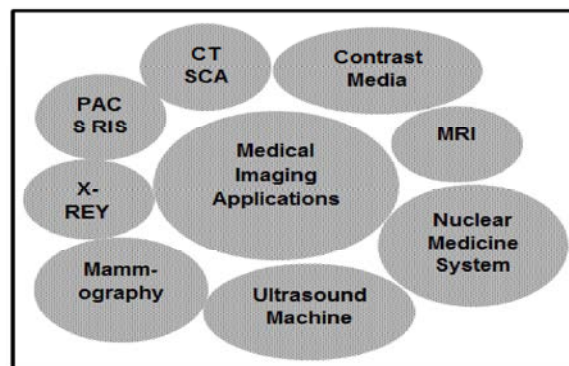 CT
SCA
Contrast
Media
PAC
S RIS
MRI
Medical
Imaging
Applications
X-
REY
Nuclear
Medicine
System
Mamm-
ography
Ultrasound
Machine